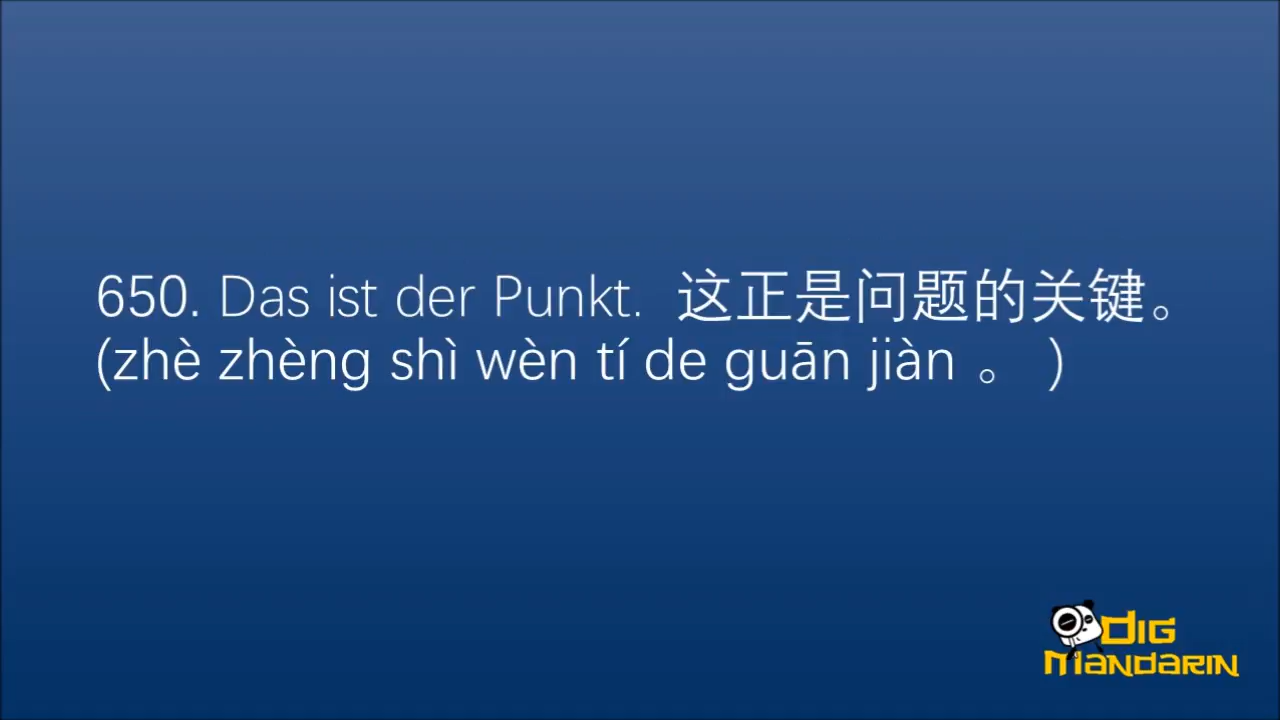 650. Das ist der Punkt. 这正是问题的关键。
(zhè zhèng shì wèn tí de guān jiàn 。 )
DIG
MANDARIN